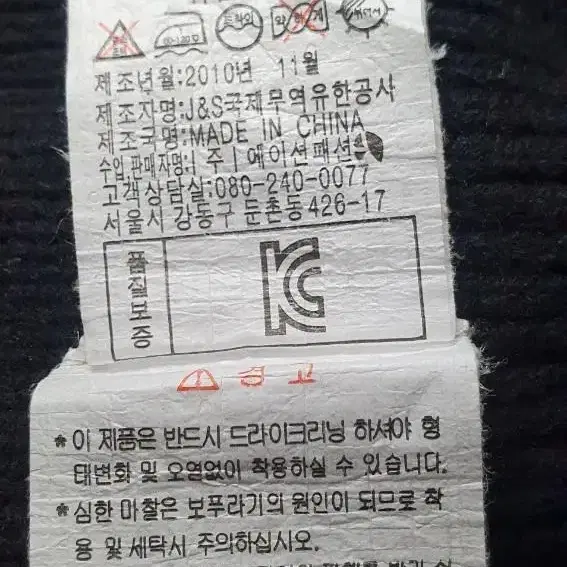 제조년월:2010년 11월
제조자명:J&S국제무역유한공사
제조국명:MADE IN CHINA
수입,판매자명:(주)에이션패션
고객상담실:080-240-0077
서울시 강동구 둔촌동426-17
품질보증
KC
경고
*이 제품은 반드시 드라이크리닝 하셔야 형
태변화 및 오염없이 착용하실 수 있습니다.
*심한 마찰은 보푸라기의 원인이 되므로 착
용 및 세탁시 주의하십시오.